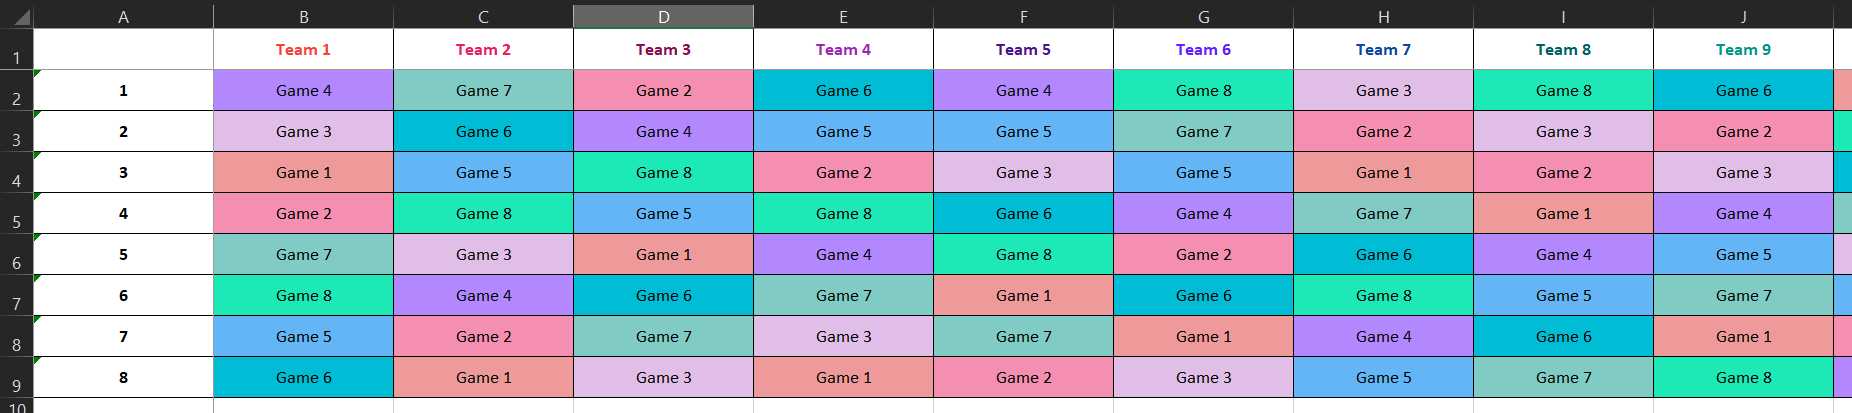 A B C D E F G H I J
1 Team 1 Team 2 Team 3 Team 4 Team 5 Team 6 Team 7 Team 8 Team 9
2 1 Game 4 Game 7 Game 2 Game 6 Game 4 Game 8 Game 3 Game 8 Game 6
3 2 Game 3 Game 6 Game 4 Game 5 Game 5 Game 7 Game 2 Game 3 Game 2
4 3 Game 1 Game 5 Game 8 Game 2 Game 3 Game 5 Game 1 Game 2 Game 3
5 4 Game 2 Game 8 Game 5 Game 8 Game 6 Game 4 Game 7 Game 1 Game 4
6 5 Game 7 Game 3 Game 1 Game 4 Game 8 Game 2 Game 6 Game 4 Game 5
7 6 Game 8 Game 4 Game 6 Game 7 Game 1 Game 6 Game 8 Game 5 Game 7
8 7 Game 5 Game 2 Game 7 Game 3 Game 7 Game 1 Game 4 Game 6 Game 1
9 8 Game 6 Game 1 Game 3 Game 1 Game 2 Game 3 Game 5 Game 7 Game 8
10